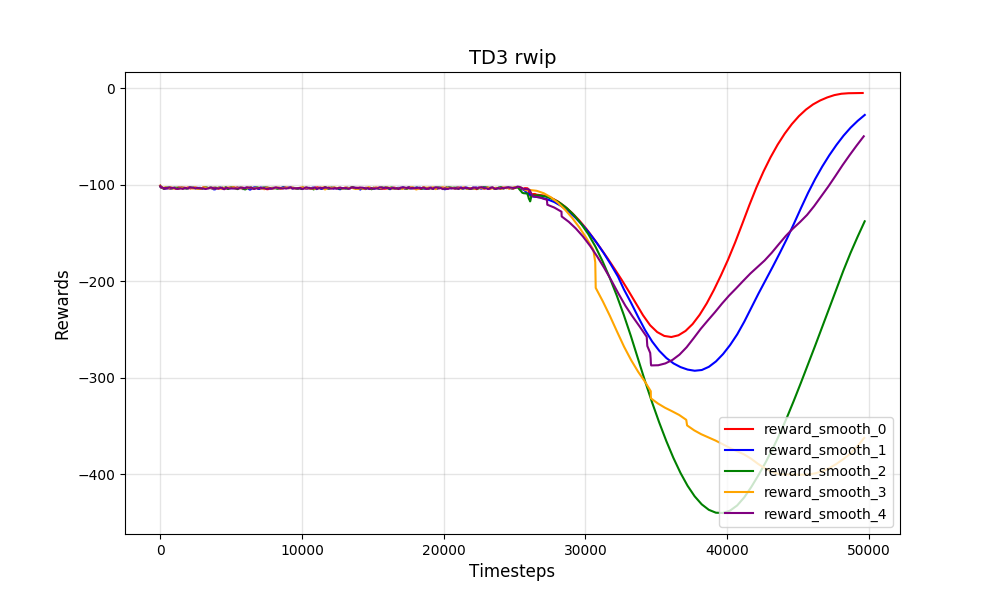 TD3 rwip
Rewards
0
−100
−200
−300
−400
reward_smooth_0
reward_smooth_1
reward_smooth_2
reward_smooth_3
reward_smooth_4
0 10000 20000 30000 40000 50000
Timesteps